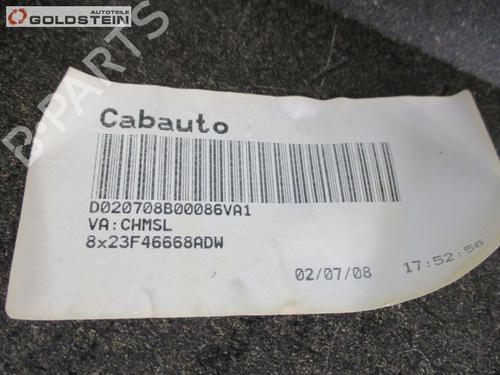 AUTOTEILE
GOLDSTEIN
B-PARTS
Cabauto
D020708B00086VA1
VA:CHMSL
8x23F46668ADW
02/07/08
17:52:56